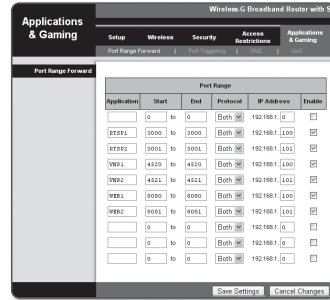 Wireless-G Broadband Router with S
Applications & Gaming
Setup Wireless Security Access Restrictions Applications & Gaming
Port Range Forward | Port Triggering | DMZ | QoS
Port Range Forward
Port Range
Application Start End Protocol IP Address Enable
0 to 0 Both 192.168.1. 0
RTSP1 3000 to 3000 Both 192.168.1. 100
RTSP2 3001 to 3001 Both 192.168.1. 101
VNP1 4520 to 4520 Both 192.168.1. 100
VNP2 4521 to 4521 Both 192.168.1. 101
WEB1 8080 to 8080 Both 192.168.1. 100
WEB2 8081 to 8081 Both 192.168.1. 101
0 to 0 Both 192.168.1. 0
0 to 0 Both 192.168.1. 0
0 to 0 Both 192.168.1. 0
Save Settings Cancel Changes